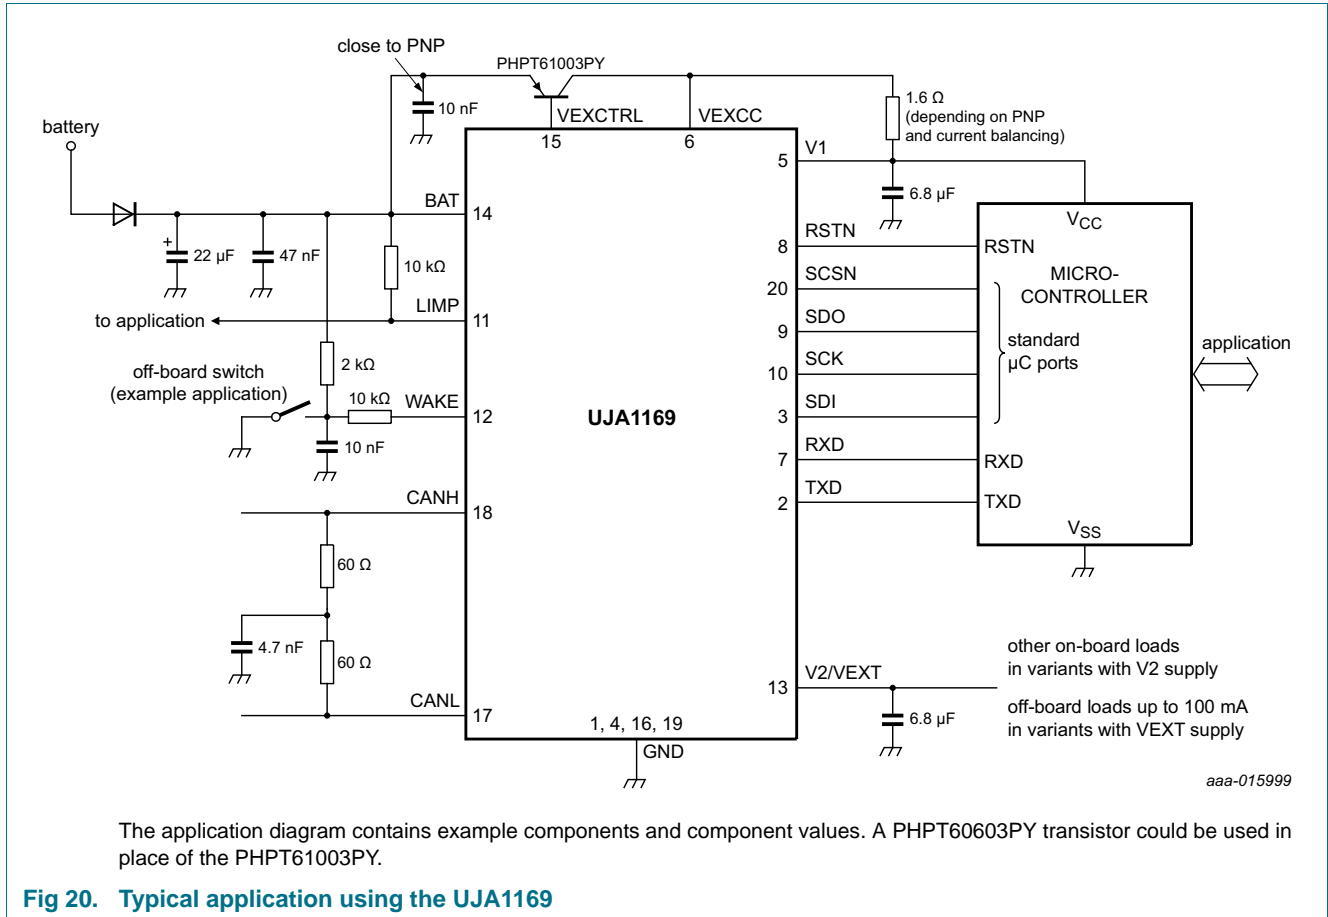 close to PNP
PHPT61003PY
10 nF
1.6 Ω
(depending on PNP
and current balancing)
battery
VEXCTRL
VEXCC
15
6
V1
5
6.8 µF
BAT
14
VCC
+
22 µF
47 nF
10 kΩ
RSTN
8
RSTN
MICRO-
CONTROLLER
SCSN
20
LIMP
to application
11
SDO
9
standard
µC ports
application
2 kΩ
SCK
10
off-board switch
(example application)
10 kΩ
WAKE
12
UJA1169
SDI
3
10 nF
RXD
7
RXD
TXD
2
TXD
CANH
18
VSS
60 Ω
4.7 nF
60 Ω
other on-board loads
in variants with V2 supply
V2/VEXT
13
CANL
17
6.8 µF
off-board loads up to 100 mA
in variants with VEXT supply
1, 4, 16, 19
GND
aaa-015999
The application diagram contains example components and component values. A PHPT60603PY transistor could be used in
place of the PHPT61003PY.
Fig 20. Typical application using the UJA1169